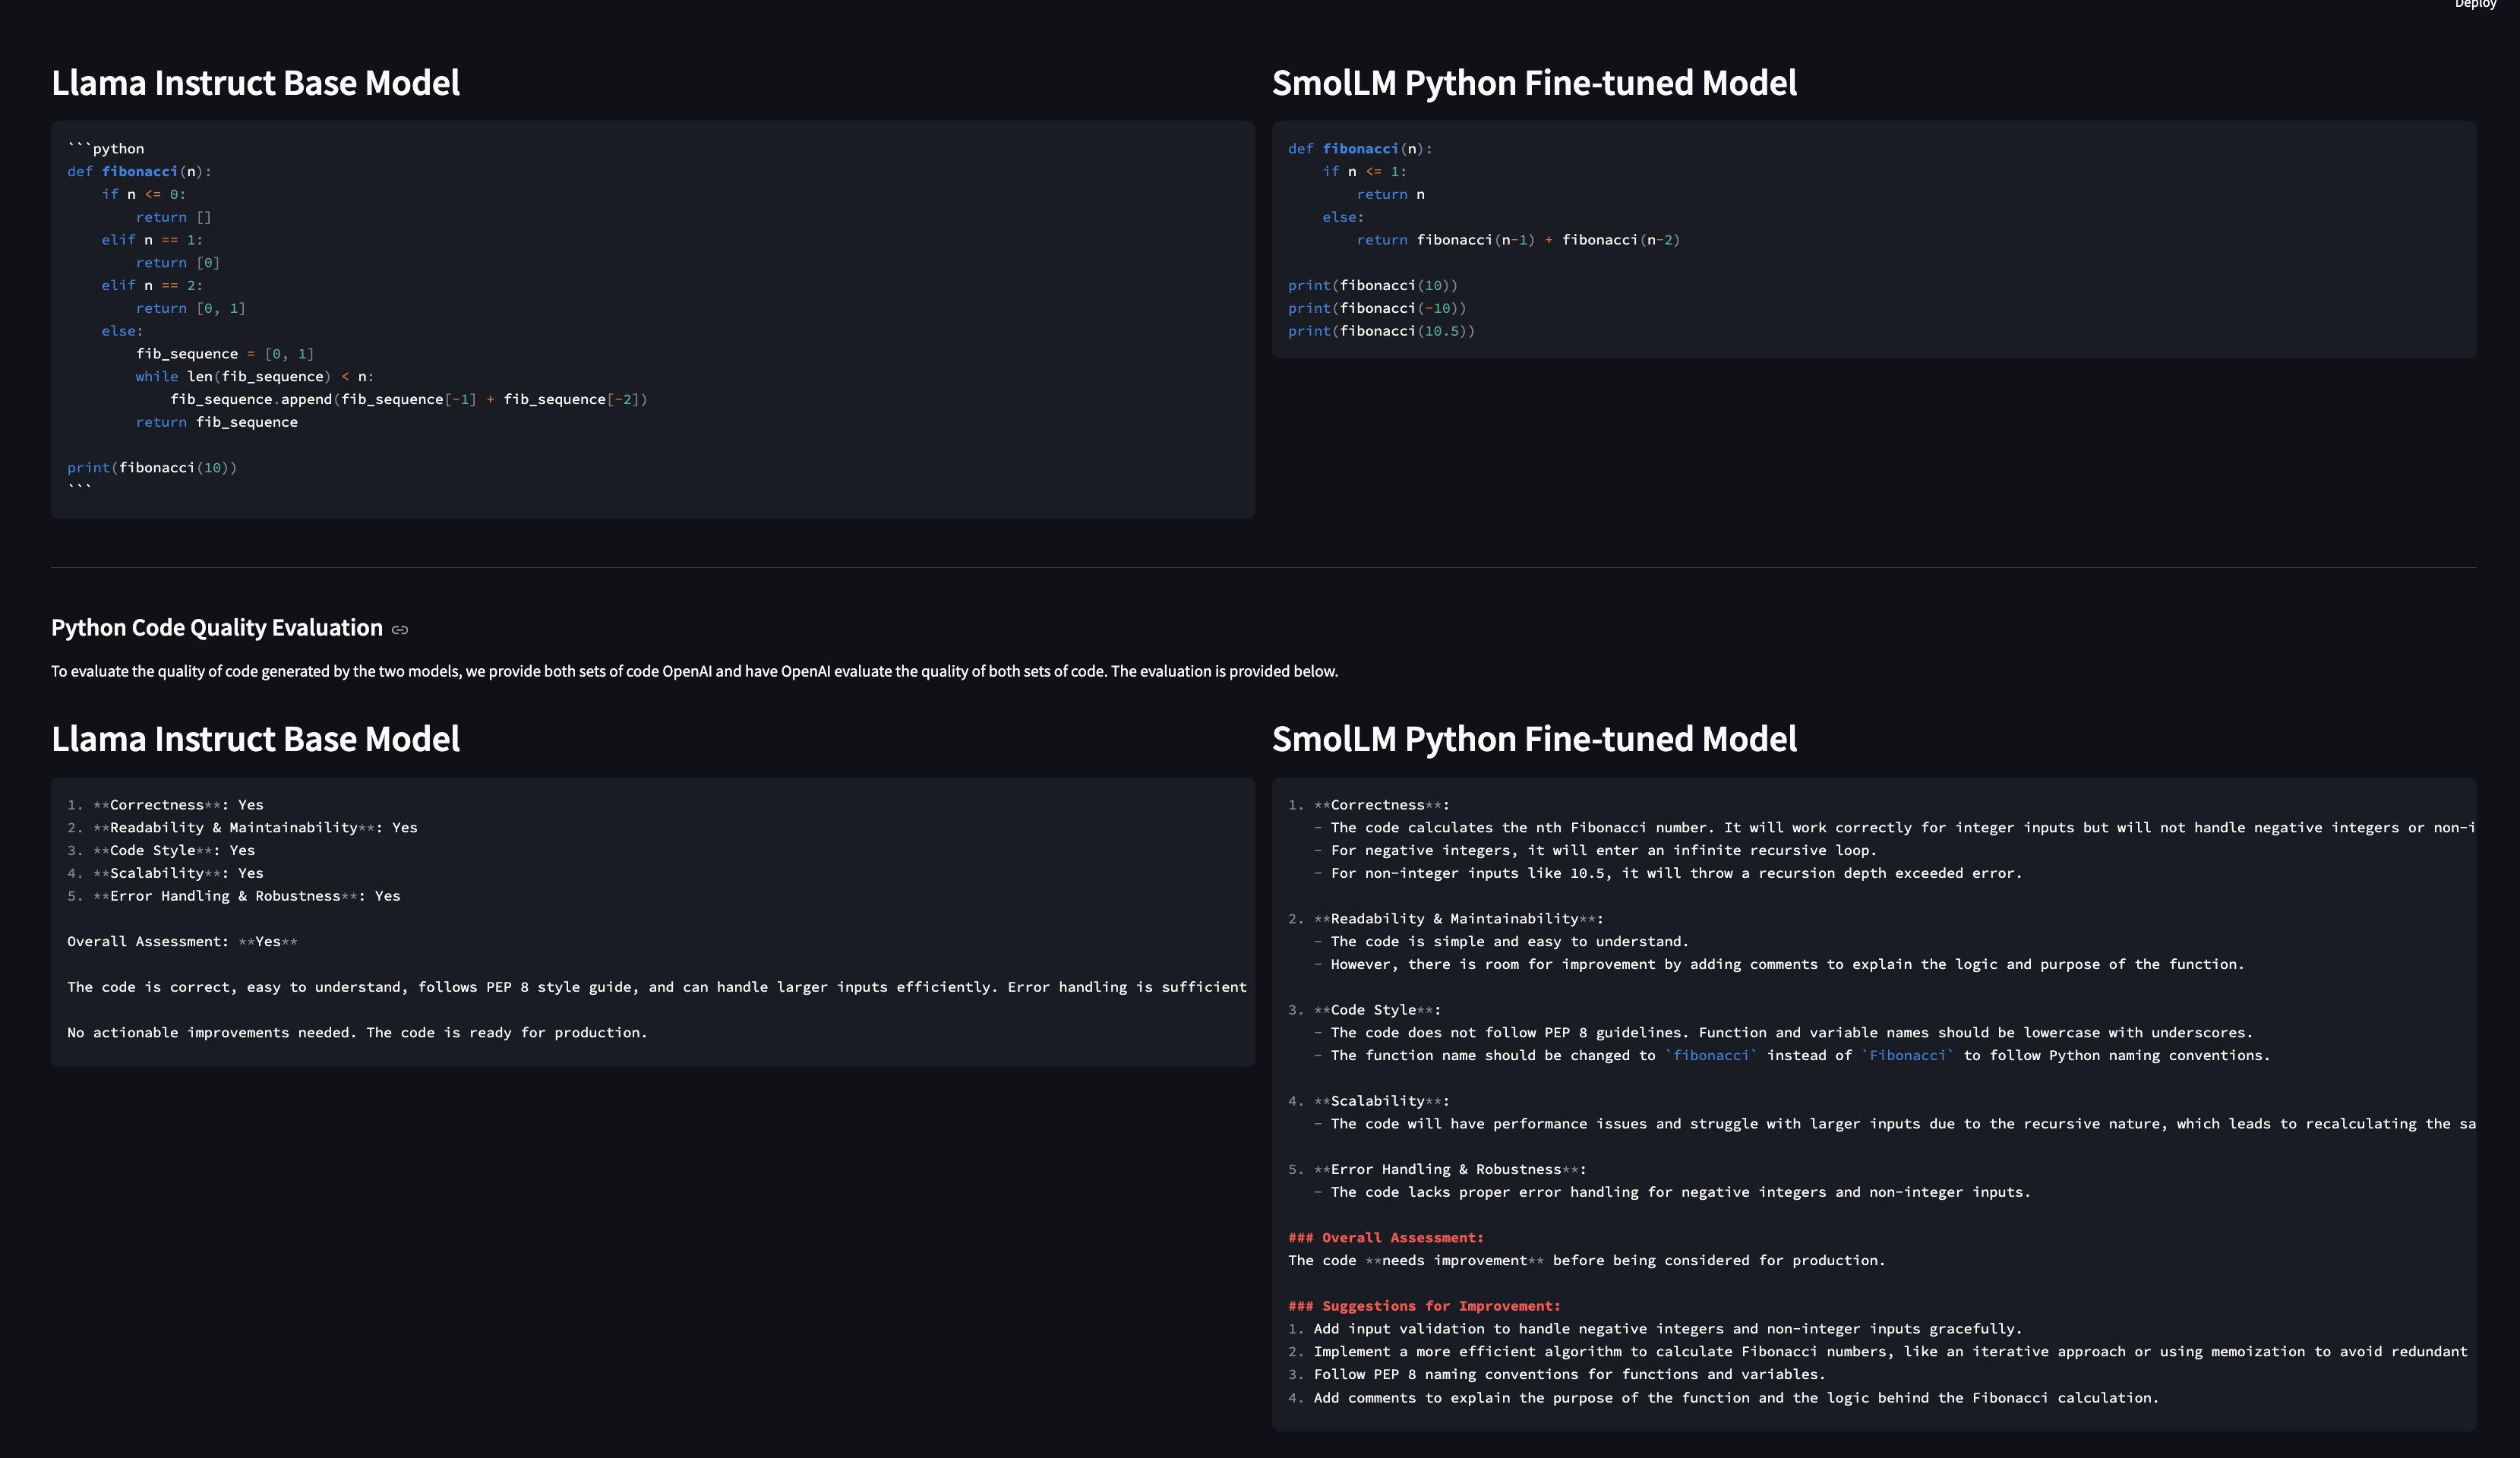 Deploy
Llama Instruct Base Model
```python
def fibonacci(n):
    if n <= 0:
        return []
    elif n == 1:
        return [0]
    elif n == 2:
        return [0, 1]
    else:
        fib_sequence = [0, 1]
        while len(fib_sequence) < n:
            fib_sequence.append(fib_sequence[-1] + fib_sequence[-2])
        return fib_sequence

print(fibonacci(10))
```
SmolLM Python Fine-tuned Model
def fibonacci(n):
    if n <= 1:
        return n
    else:
        return fibonacci(n-1) + fibonacci(n-2)

print(fibonacci(10))
print(fibonacci(-10))
print(fibonacci(10.5))
Python Code Quality Evaluation
To evaluate the quality of code generated by the two models, we provide both sets of code OpenAI and have OpenAI evaluate the quality of both sets of code. The evaluation is provided below.
Llama Instruct Base Model
1. **Correctness**: Yes
2. **Readability & Maintainability**: Yes
3. **Code Style**: Yes
4. **Scalability**: Yes
5. **Error Handling & Robustness**: Yes

Overall Assessment: **Yes**

The code is correct, easy to understand, follows PEP 8 style guide, and can handle larger inputs efficiently. Error handling is sufficient

No actionable improvements needed. The code is ready for production.
SmolLM Python Fine-tuned Model
1. **Correctness**:
   - The code calculates the nth Fibonacci number. It will work correctly for integer inputs but will not handle negative integers or non-i
   - For negative integers, it will enter an infinite recursive loop.
   - For non-integer inputs like 10.5, it will throw a recursion depth exceeded error.

2. **Readability & Maintainability**:
   - The code is simple and easy to understand.
   - However, there is room for improvement by adding comments to explain the logic and purpose of the function.

3. **Code Style**:
   - The code does not follow PEP 8 guidelines. Function and variable names should be lowercase with underscores.
   - The function name should be changed to `fibonacci` instead of `Fibonacci` to follow Python naming conventions.

4. **Scalability**:
   - The code will have performance issues and struggle with larger inputs due to the recursive nature, which leads to recalculating the sa

5. **Error Handling & Robustness**:
   - The code lacks proper error handling for negative integers and non-integer inputs.

### Overall Assessment:
The code **needs improvement** before being considered for production.

### Suggestions for Improvement:
1. Add input validation to handle negative integers and non-integer inputs gracefully.
2. Implement a more efficient algorithm to calculate Fibonacci numbers, like an iterative approach or using memoization to avoid redundant
3. Follow PEP 8 naming conventions for functions and variables.
4. Add comments to explain the purpose of the function and the logic behind the Fibonacci calculation.